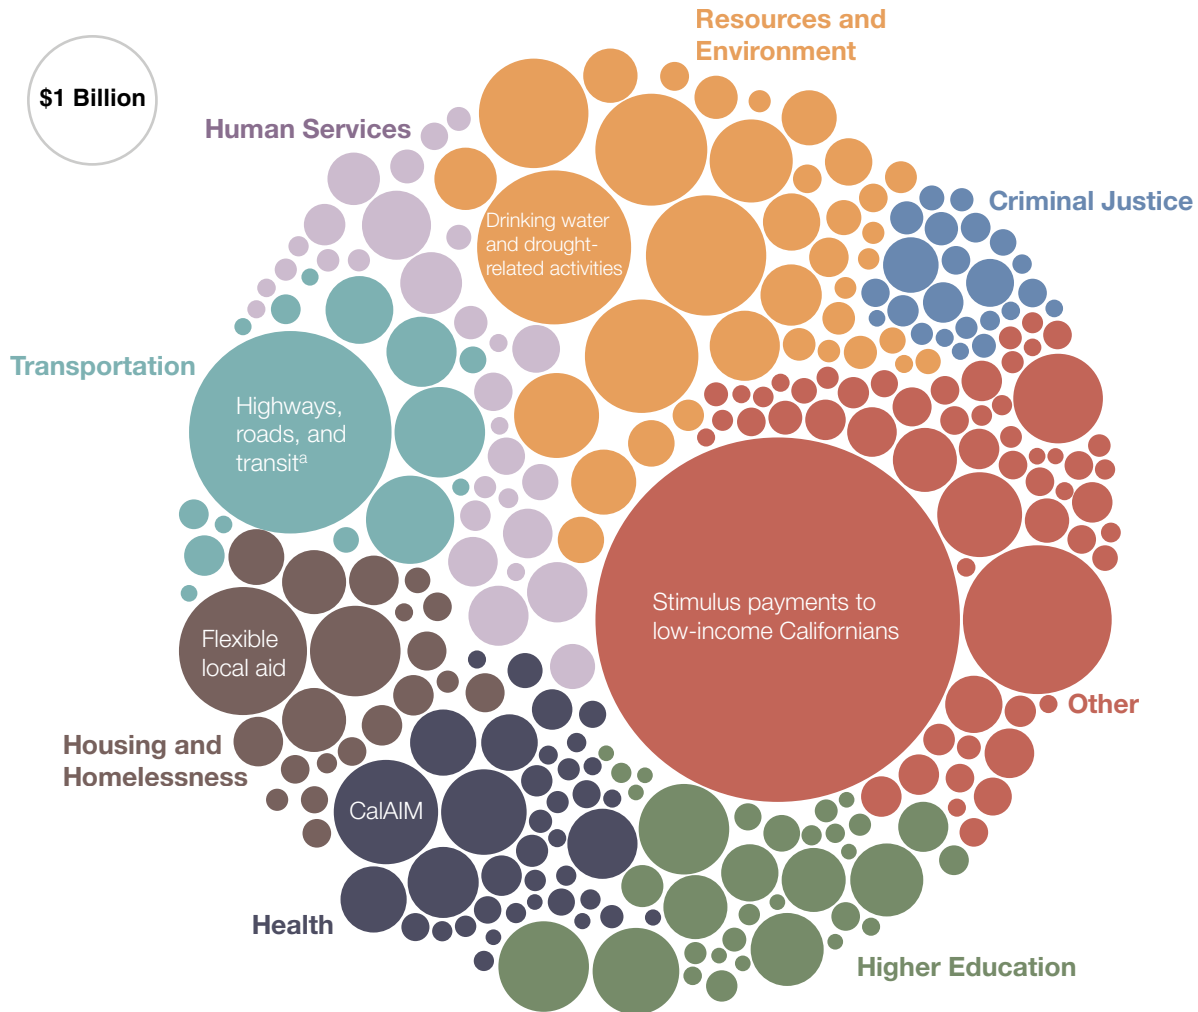 Resources and
Environment
$1 Billion
Human Services
Criminal Justice
Drinking water
and drought-
related activities
Transportation
Highways,
roads, and
transitᵃ
Stimulus payments to
low-income Californians
Flexible
local aid
Other
Housing and
Homelessness
CalAIM
Health
Higher Education